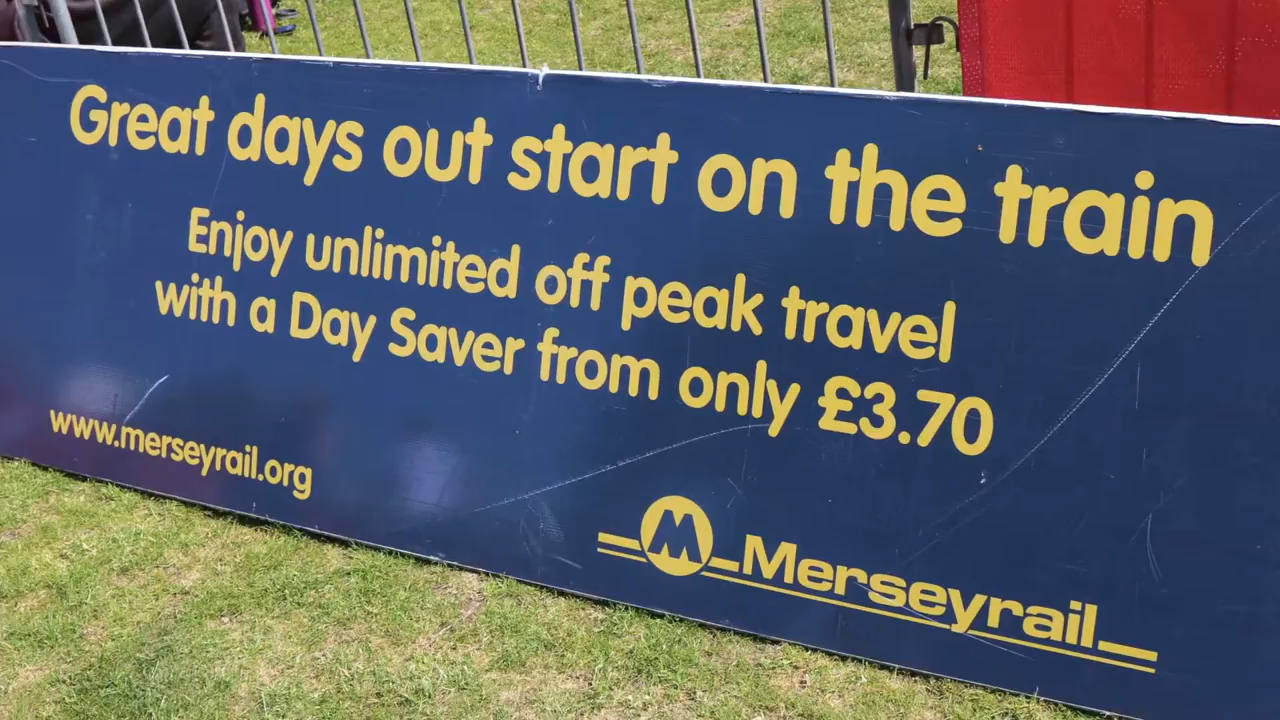 Great days out start on the train
Enjoy unlimited off peak travel
with a Day Saver from only £3.70
www.merseyrail.org
M Merseyrail